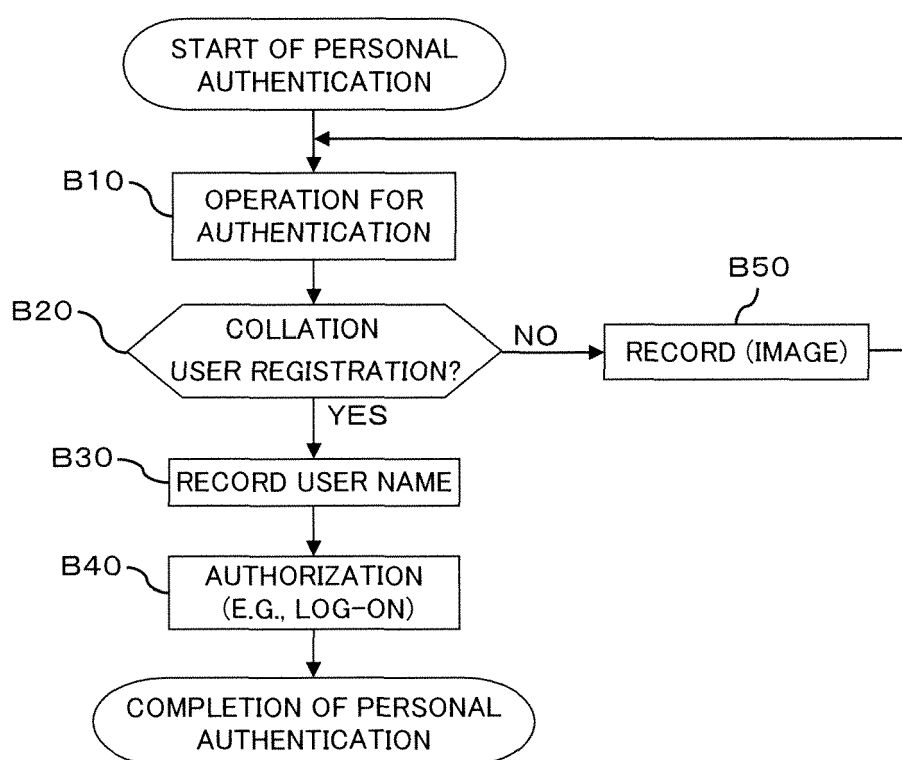 START OF PERSONAL
AUTHENTICATION
B10
OPERATION FOR
AUTHENTICATION
B50
B20
COLLATION
USER REGISTRATION?
NO
RECORD (IMAGE)
YES
B30
RECORD USER NAME
B40
AUTHORIZATION
(E.G., LOG-ON)
COMPLETION OF PERSONAL
AUTHENTICATION